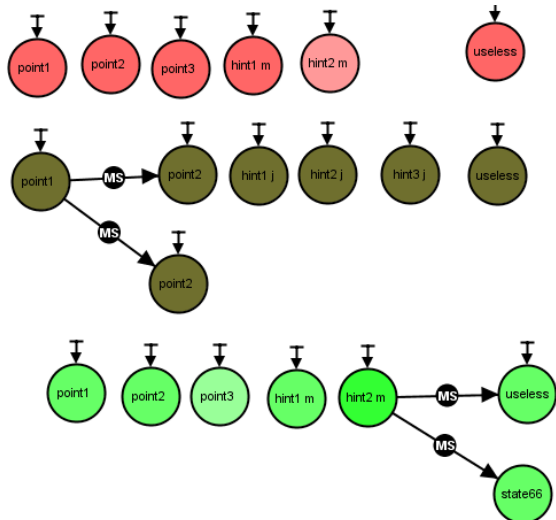 point1 point2 point3 hint1 m hint2 m useless
point1 MS point2 hint1 j hint2 j hint3 j useless
MS
point2
point1 point2 point3 hint1 m hint2 m MS useless
MS
state66